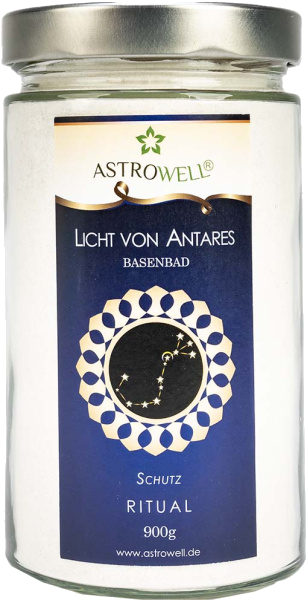 ASTROWELL®
LICHT VON ANTARES
BASENBAD
SCHUTZ
RITUAL
900g
www.astrowell.de